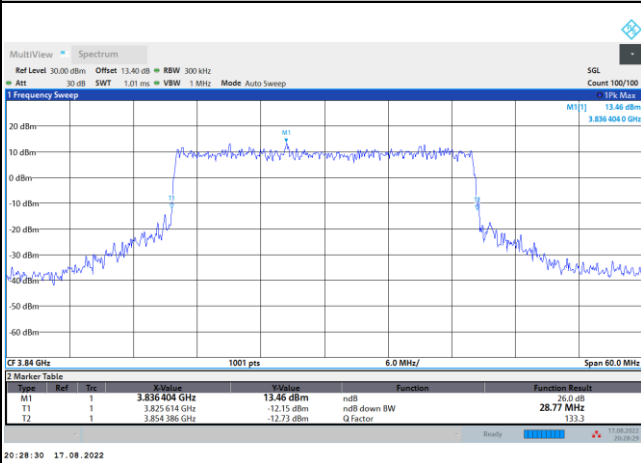 MultiView Spectrum
Ref Level 30.00 dBm Offset 13.40 dB RBW 300 kHz SGL
Att 30 dB SWT 1.01 ms VBW 1 MHz Mode Auto Sweep Count 100/100
1 Frequency Sweep 1Pk Max
M1[1] 13.46 dBm
3.836 404 0 GHz
20 dBm
M1
10 dBm
0 dBm
T1
-10 dBm
-20 dBm
-30 dBm
-40 dBm
-50 dBm
-60 dBm
CF 3.84 GHz 1001 pts 6.0 MHz/ Span 60.0 MHz
2 Marker Table
Type Ref Trc X-Value Y-Value Function Function Result
M1 1 3.836 404 GHz 13.46 dBm ndB 26.0 dB
T1 1 3.825 614 GHz -12.15 dBm ndB down BW 28.77 MHz
T2 1 3.854 386 GHz -12.73 dBm Q Factor 133.3
Ready 17.08.2022
20:28:29
20:28:30 17.08.2022